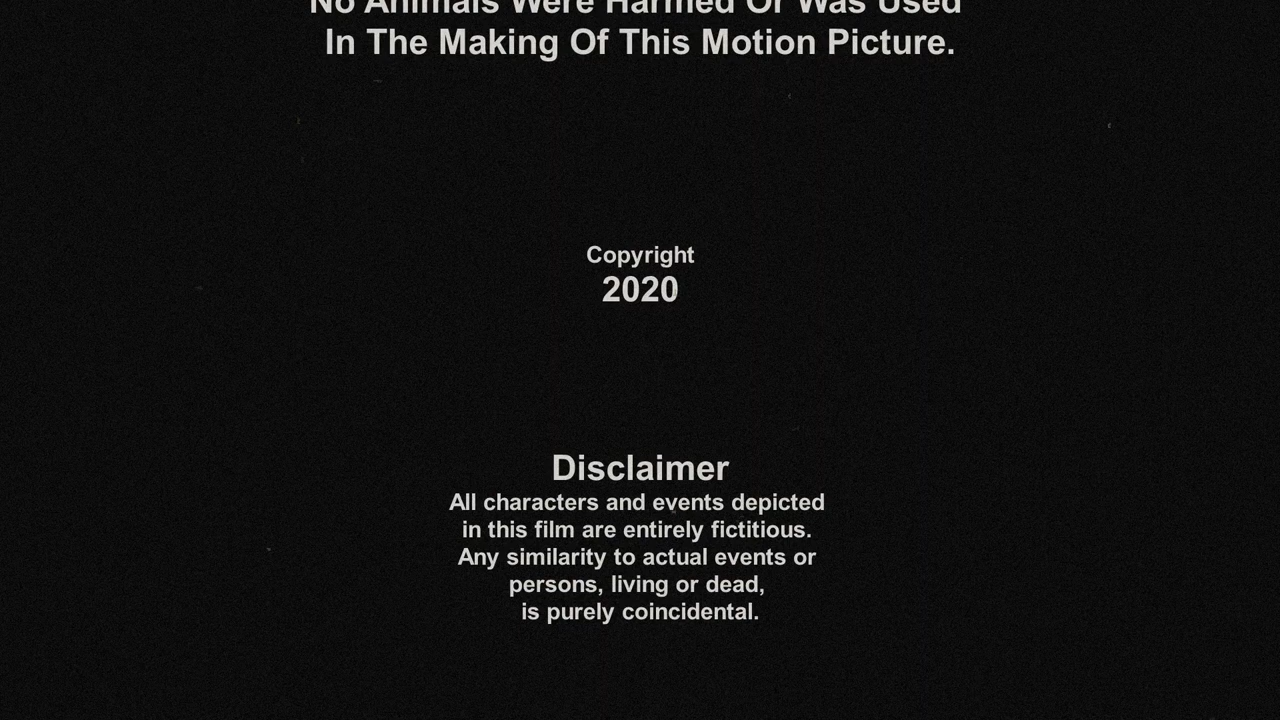 No Animals Were Harmed Or Was Used
In The Making Of This Motion Picture.
Copyright
2020
Disclaimer
All characters and events depicted
in this film are entirely fictitious.
Any similarity to actual events or
persons, living or dead,
is purely coincidental.